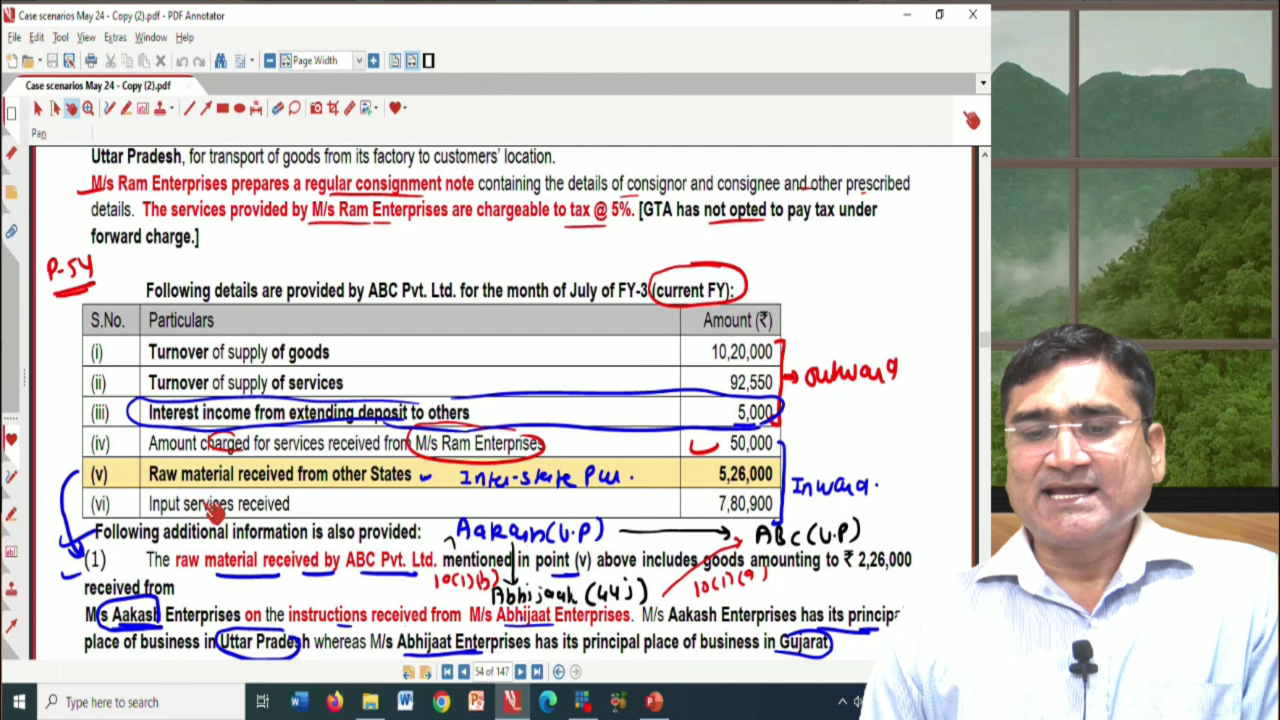 Case scenarios May 24 - Copy (2).pdf - PDF Annotator
File Edit Tool View Extras Window Help
Page Width
Case scenarios May 24 - Copy (2).pdf
Pan
Uttar Pradesh, for transport of goods from its factory to customers' location.
M/s Ram Enterprises prepares a regular consignment note containing the details of consignor and consignee and other prescribed
details. The services provided by M/s Ram Enterprises are chargeable to tax @ 5%. [GTA has not opted to pay tax under
forward charge.]
P-54
Following details are provided by ABC Pvt. Ltd. for the month of July of FY-3 (current FY):
S.No. Particulars Amount (₹)
(i) Turnover of supply of goods 10,20,000
(ii) Turnover of supply of services 92,550
outward
(iii) Interest income from extending deposit to others 5,000
(iv) Amount charged for services received from M/s Ram Enterprises 50,000
(v) Raw material received from other States Inter-state Pur. 5,26,000
Inward.
(vi) Input services received 7,80,900
Following additional information is also provided: Aakash (U.P) ABC (U.P)
(1) The raw material received by ABC Pvt. Ltd. mentioned in point (v) above includes goods amounting to ₹ 2,26,000
10(1)(b) 10(1)(a)
received from Abhijaat (Guj)
M/s Aakash Enterprises on the instructions received from M/s Abhijaat Enterprises. M/s Aakash Enterprises has its principa
place of business in Uttar Pradesh whereas M/s Abhijaat Enterprises has its principal place of business in Gujarat
54 of 147
Type here to search